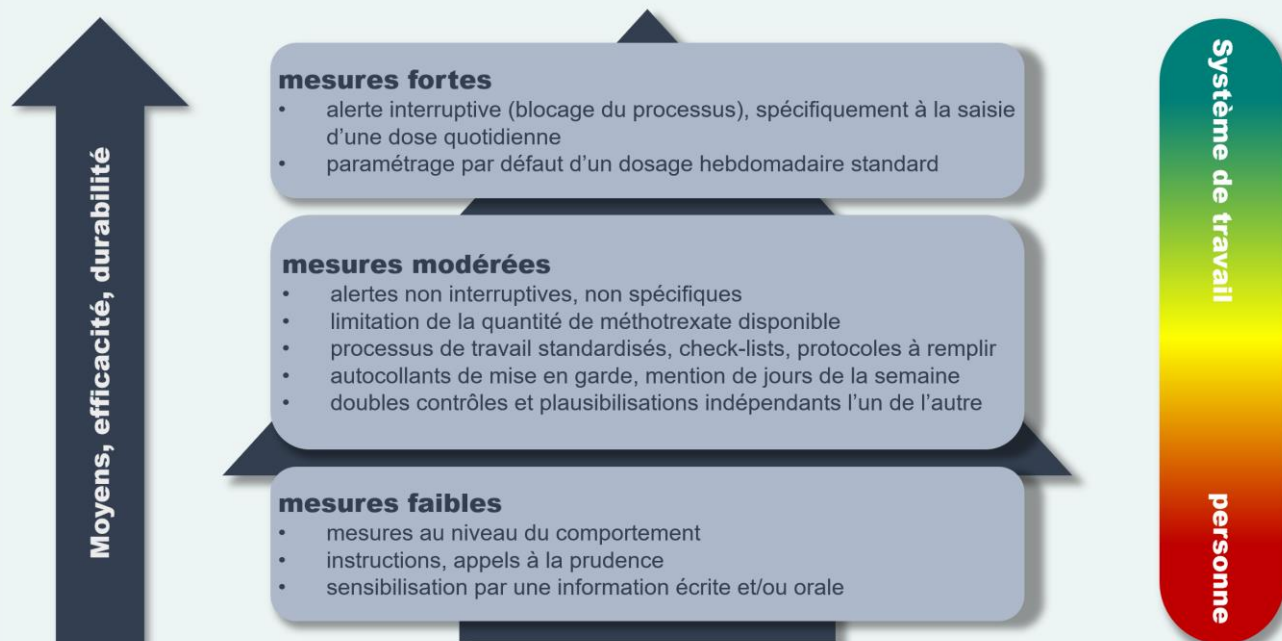 Moyens, efficacité, durabilité
mesures fortes
• alerte interruptive (blocage du processus), spécifiquement à la saisie
d’une dose quotidienne
• paramétrage par défaut d’un dosage hebdomadaire standard
mesures modérées
• alertes non interruptives, non spécifiques
• limitation de la quantité de méthotrexate disponible
• processus de travail standardisés, check-lists, protocoles à remplir
• autocollants de mise en garde, mention de jours de la semaine
• doubles contrôles et plausibilisations indépendants l’un de l’autre
mesures faibles
• mesures au niveau du comportement
• instructions, appels à la prudence
• sensibilisation par une information écrite et/ou orale
Système de travail
personne